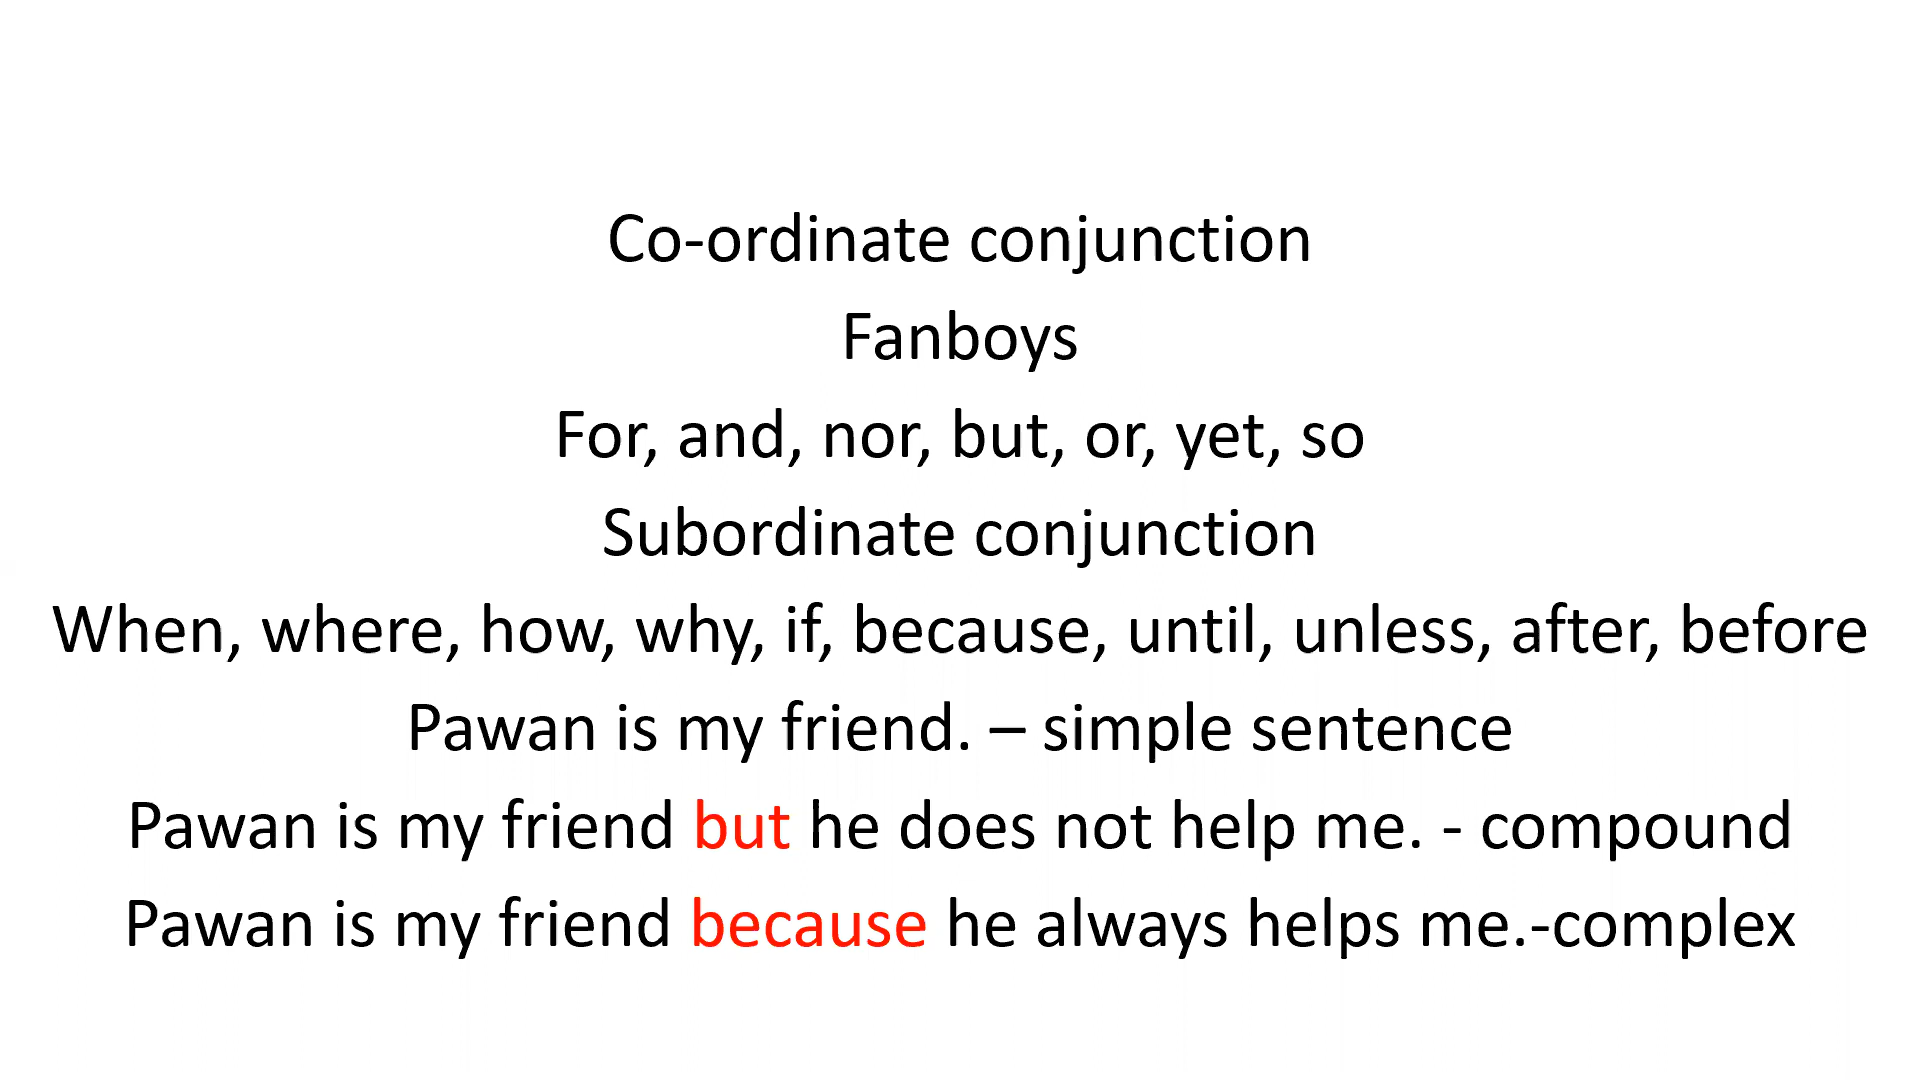 Co-ordinate conjunction
Fanboys
For, and, nor, but, or, yet, so
Subordinate conjunction
When, where, how, why, if, because, until, unless, after, before
Pawan is my friend. – simple sentence
Pawan is my friend but he does not help me. - compound
Pawan is my friend because he always helps me.-complex